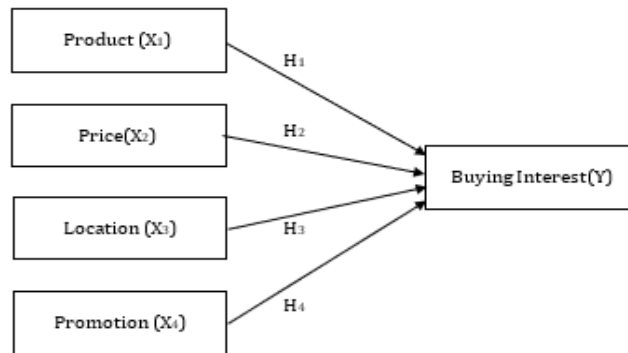 Product (X₁)
H₁
Price(X₂)
H₂
Buying Interest(Y)
Location (X₃)
H₃
Promotion (X₄)
H₄